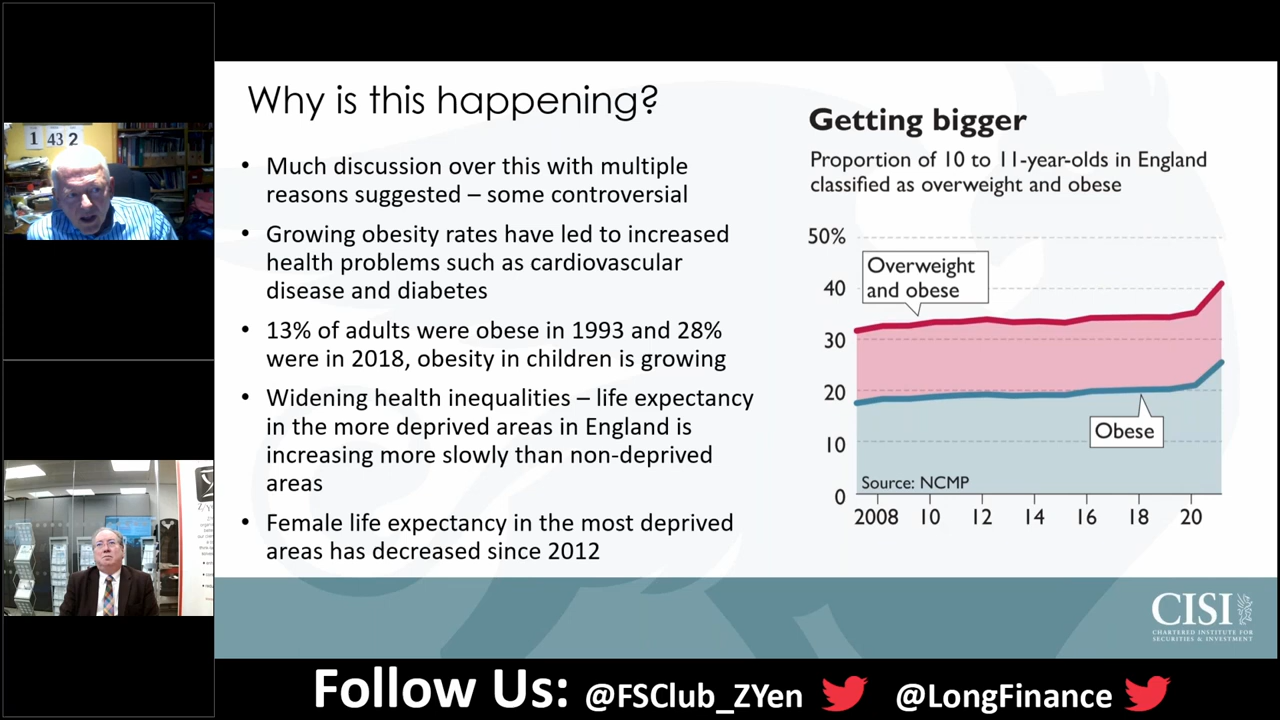 1 43 2
Why is this happening?
• Much discussion over this with multiple
reasons suggested – some controversial
• Growing obesity rates have led to increased
health problems such as cardiovascular
disease and diabetes
• 13% of adults were obese in 1993 and 28%
were in 2018, obesity in children is growing
• Widening health inequalities – life expectancy
in the more deprived areas in England is
increasing more slowly than non-deprived
areas
• Female life expectancy in the most deprived
areas has decreased since 2012
Getting bigger
Proportion of 10 to 11-year-olds in England
classified as overweight and obese
50%
40
30
20
10
0
Overweight
and obese
Obese
Source: NCMP
2008 10 12 14 16 18 20
CISI
CHARTERED INSTITUTE FOR
SECURITIES & INVESTMENT
Follow Us: @FSClub_ZYen @LongFinance